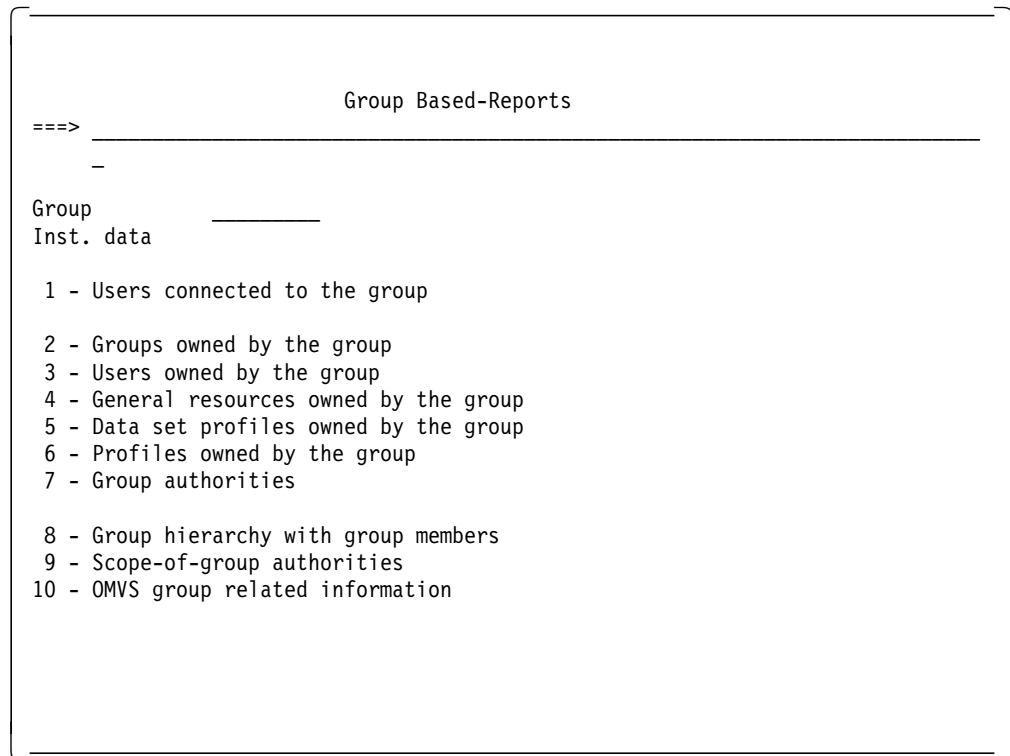 Group Based-Reports
===> __________________________________________________________________________
_
Group _________
Inst. data
1 - Users connected to the group
2 - Groups owned by the group
3 - Users owned by the group
4 - General resources owned by the group
5 - Data set profiles owned by the group
6 - Profiles owned by the group
7 - Group authorities
8 - Group hierarchy with group members
9 - Scope-of-group authorities
10 - OMVS group related information